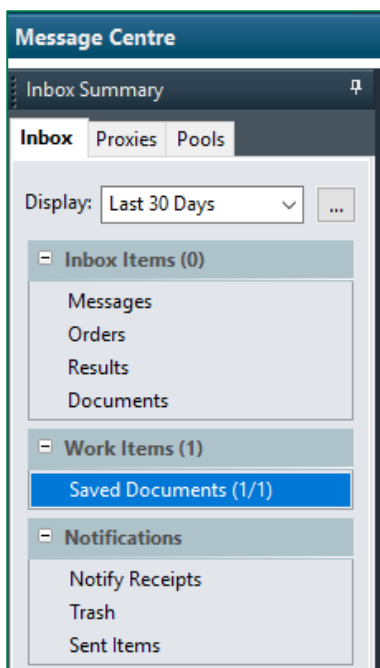 Message Centre
Inbox Summary
Inbox Proxies Pools
Display: Last 30 Days ...
Inbox Items (0)
Messages
Orders
Results
Documents
Work Items (1)
Saved Documents (1/1)
Notifications
Notify Receipts
Trash
Sent Items